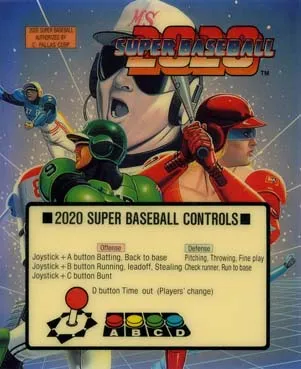 2020 SUPER BASEBALL
AUTHORIZED BY
© PALLAS CORP
MS
2020
SUPER BASEBALL
TM
■2020 SUPER BASEBALL CONTROLS■
Offense Defense
Joystick + A button Batting, Back to base Pitching, Throwing, Fine play
Joystick + B button Running, leadoff, Stealing Check runner, Run to base
Joystick + C button Bunt
D button Time out (Players' change)
A B C D